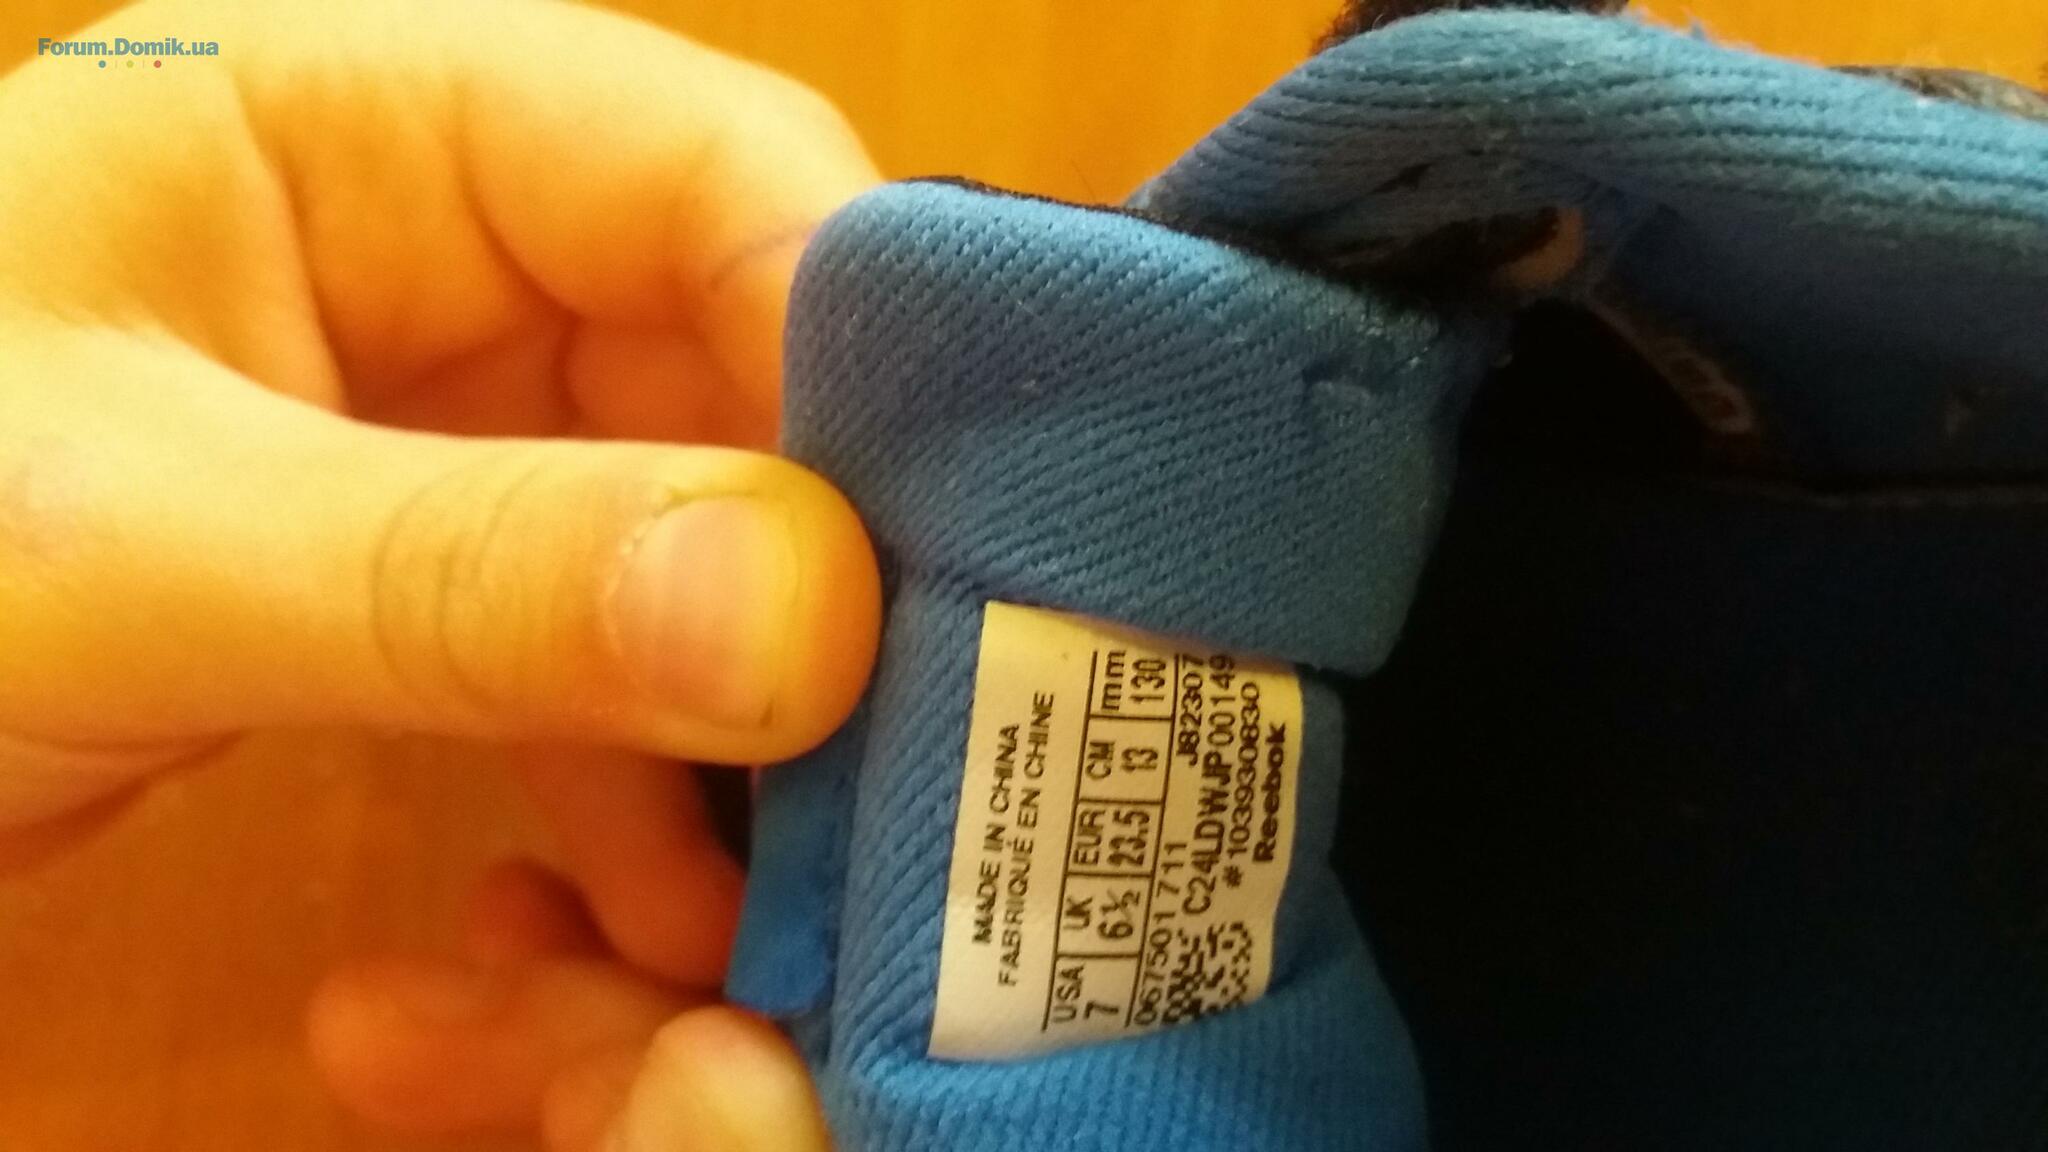 Forum.Domik.ua
MADE IN CHINA
FABRIQUÉ EN CHINE
USA UK EUR CM mm
7 6½ 23.5 13 130
067501 711 J82307
C24LDWJP00149
#1039930830
Reebok